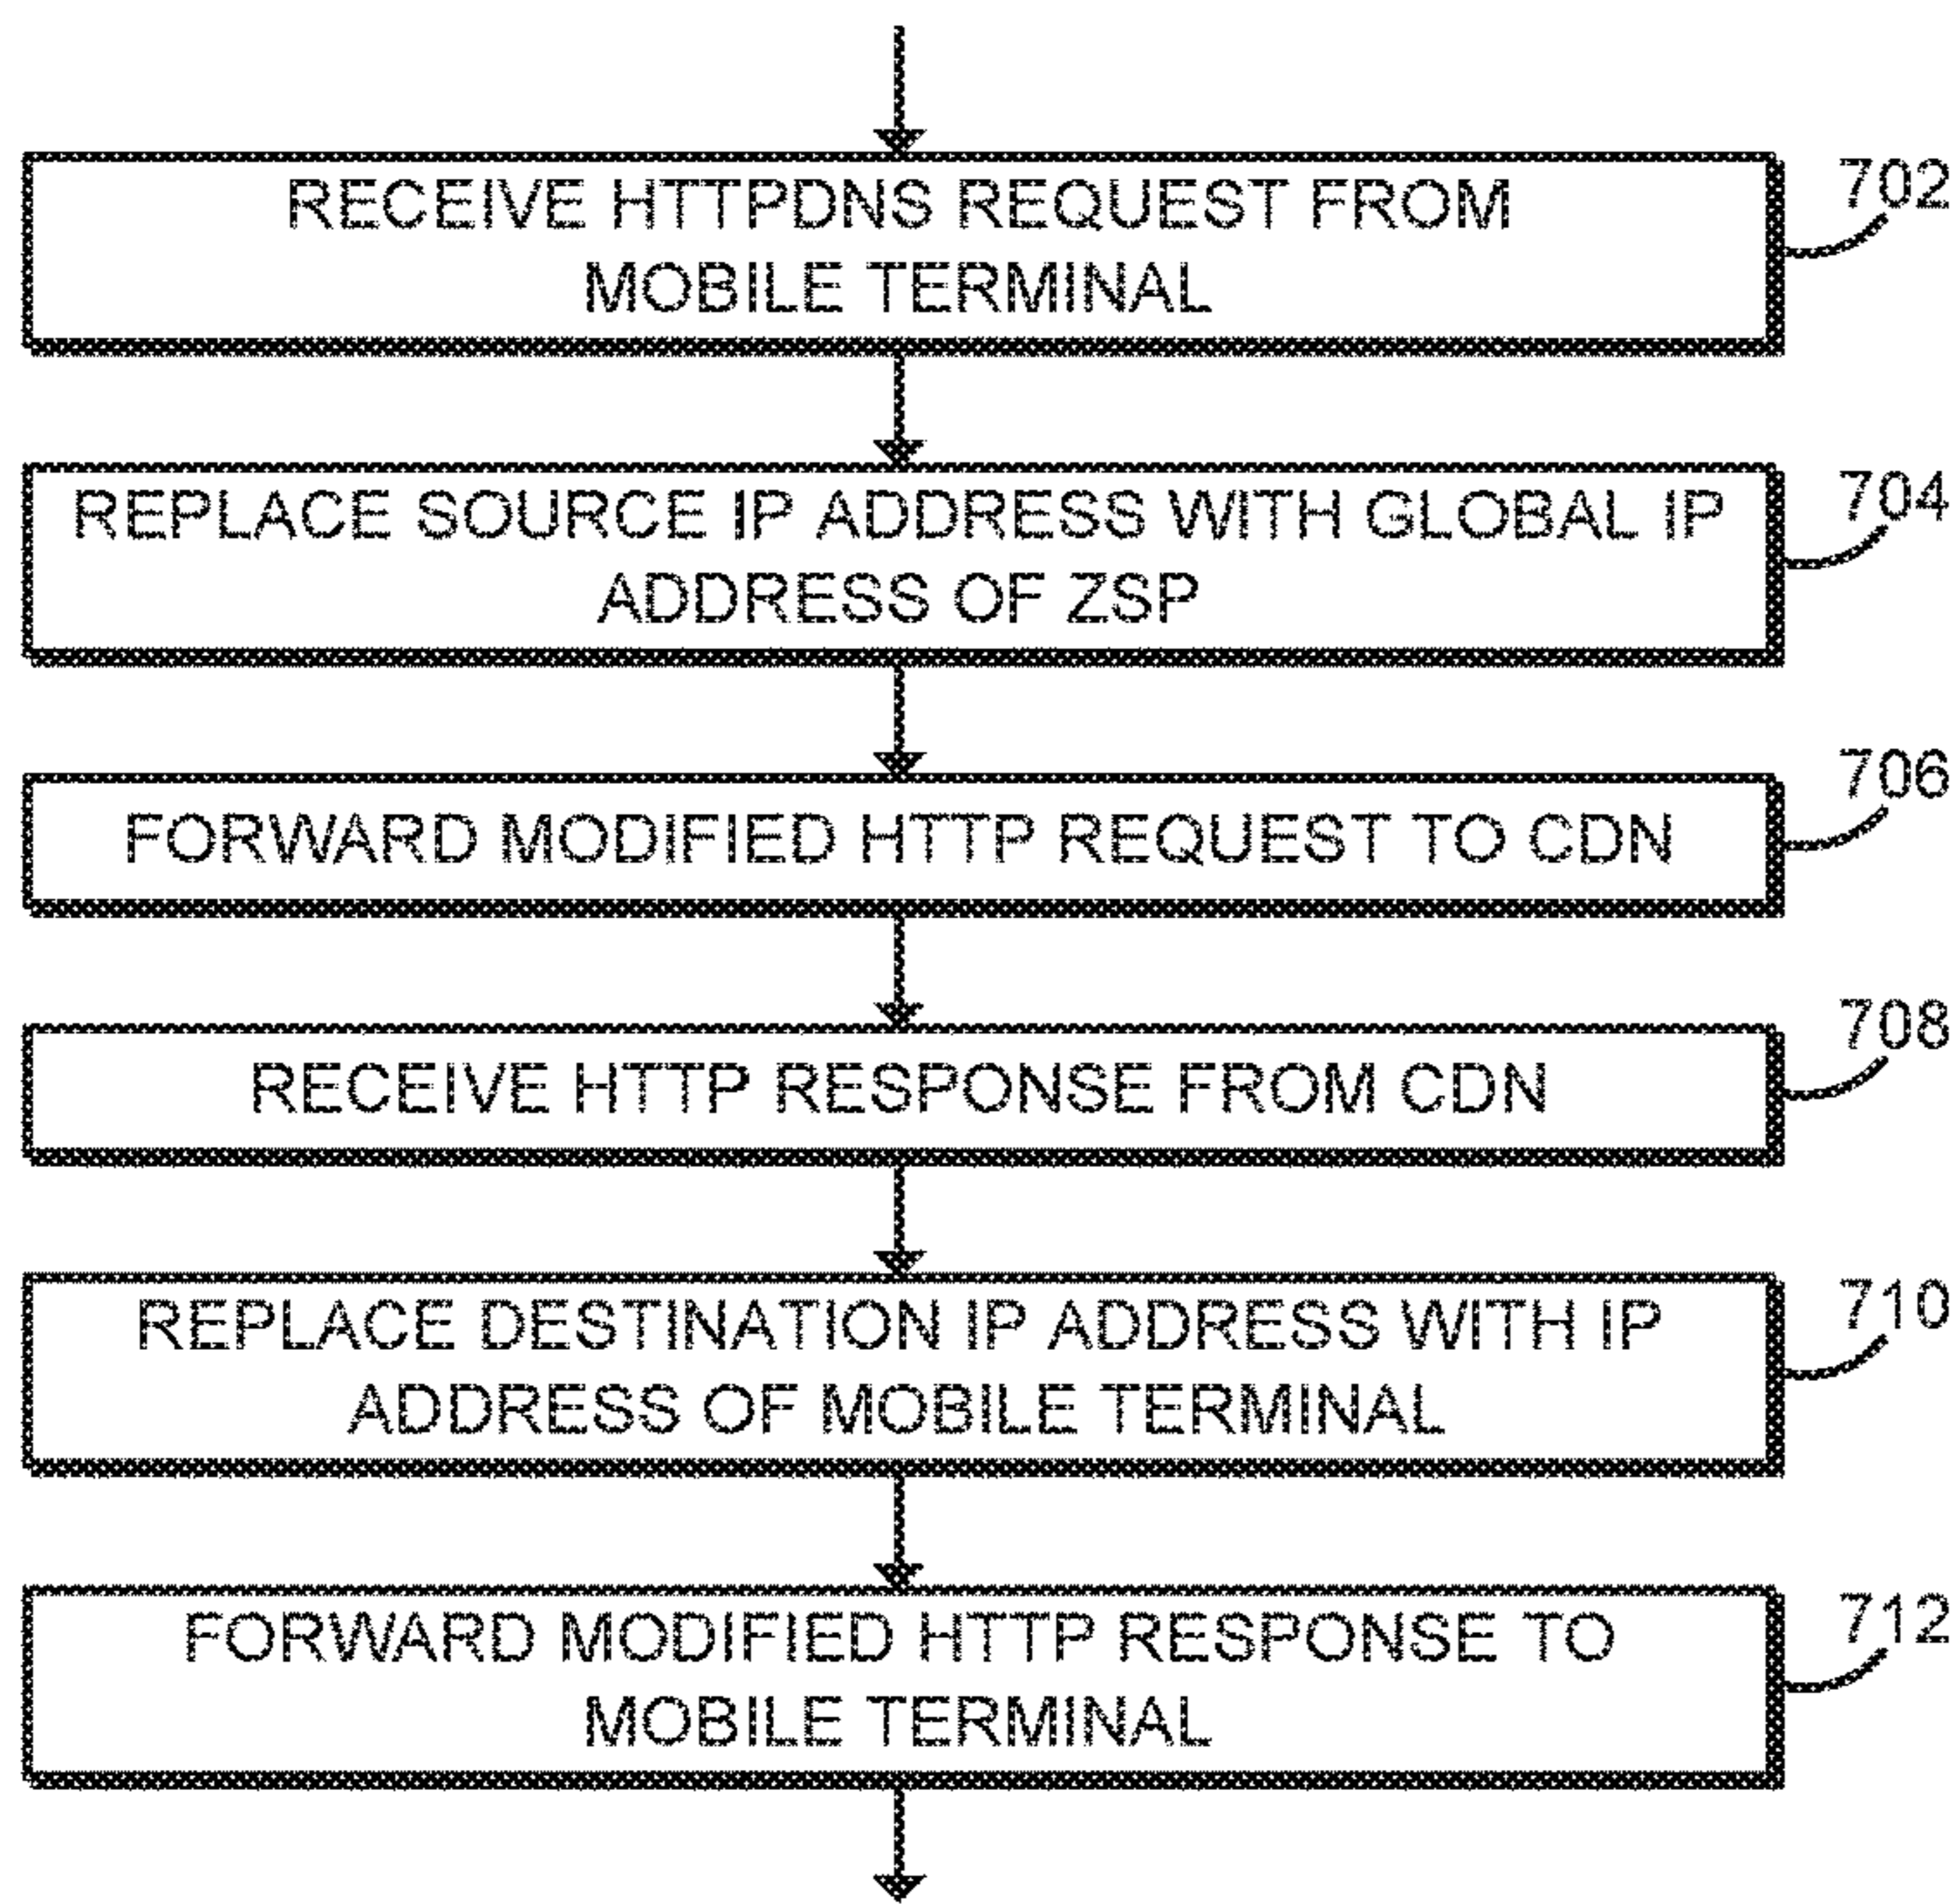 RECEIVE HTTPDNS REQUEST FROM
MOBILE TERMINAL
702
REPLACE SOURCE IP ADDRESS WITH GLOBAL IP
ADDRESS OF ZSP
704
FORWARD MODIFIED HTTP REQUEST TO CDN
706
RECEIVE HTTP RESPONSE FROM CDN
708
REPLACE DESTINATION IP ADDRESS WITH IP
ADDRESS OF MOBILE TERMINAL
710
FORWARD MODIFIED HTTP RESPONSE TO
MOBILE TERMINAL
712